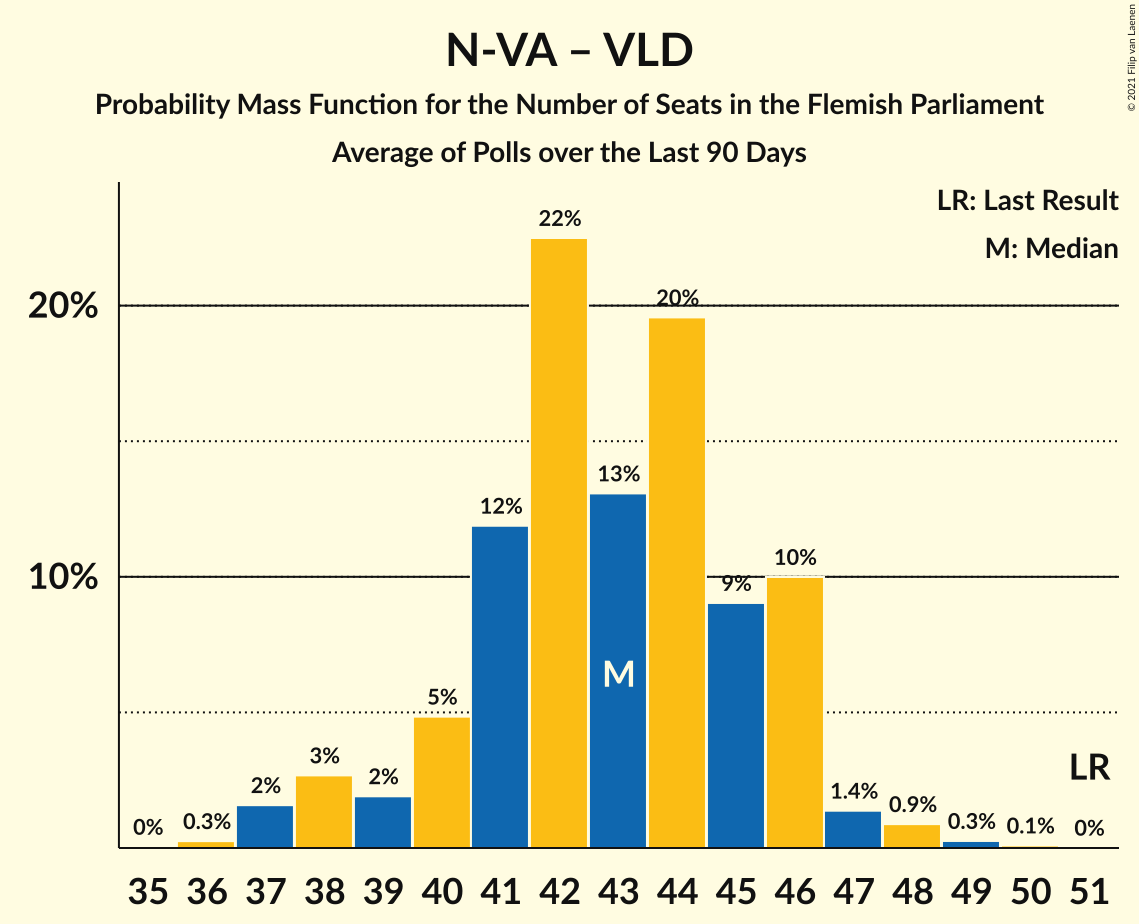 N-VA – VLD
Probability Mass Function for the Number of Seats in the Flemish Parliament
Average of Polls over the Last 90 Days
© 2021 Filip van Laenen
LR: Last Result
M: Median
20%
10%
0%
0.3%
2%
3%
2%
5%
12%
22%
13%
20%
9%
10%
1.4%
0.9%
0.3%
0.1%
0%
M
LR
35 36 37 38 39 40 41 42 43 44 45 46 47 48 49 50 51